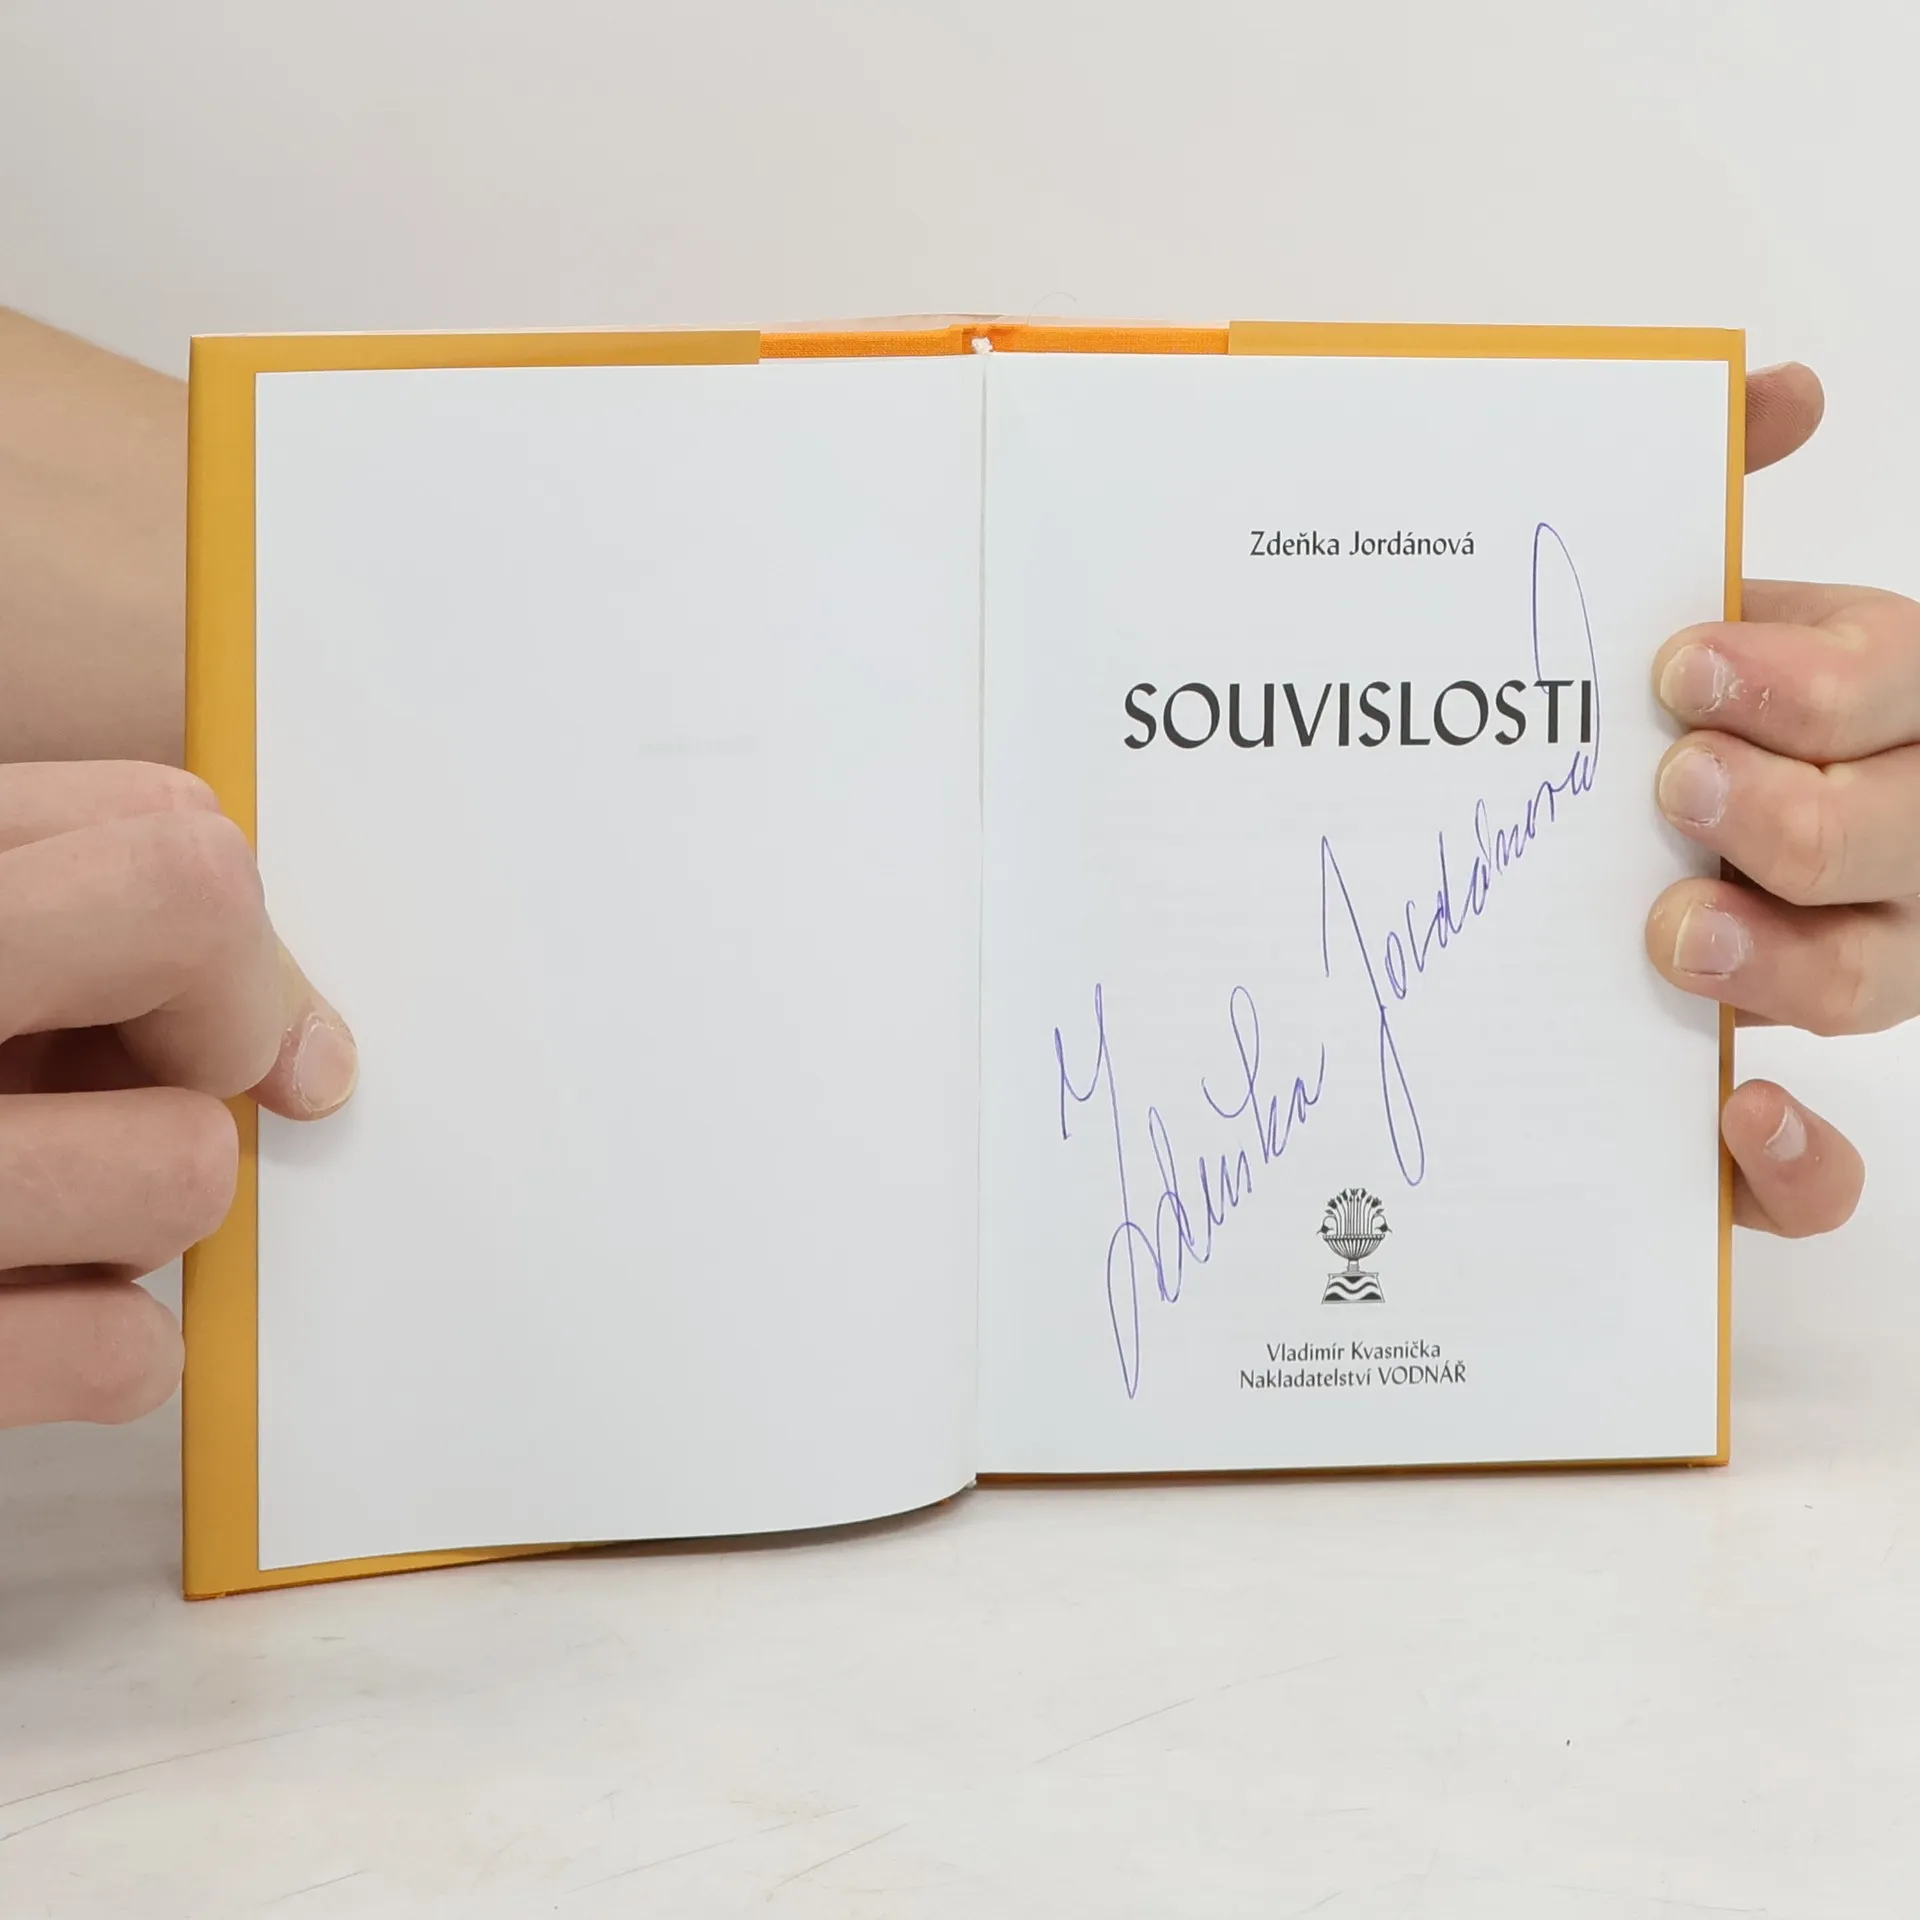 Zdeňka Jordánová
SOUVISLOSTI
Zdeňka Jordánová
Vladimír Kvasnička
Nakladatelství VODNÁŘ